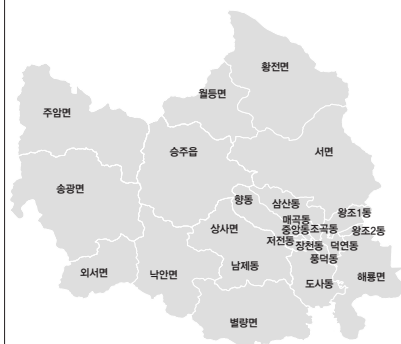 황전면
월등면
주암면
승주읍
서면
송광면
향동
삼산동
왕조1동
매곡동
상사면
중앙동
조곡동
왕조2동
저전동
장천동
덕연동
풍덕동
외서면
낙안면
남제동
도사동
해룡면
별량면